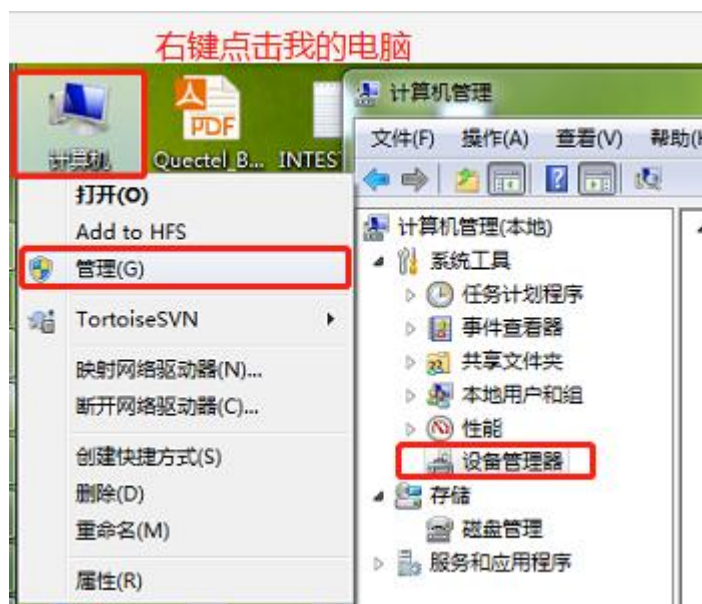 右键点击我的电脑
计算机
PDF
Quectel_B...
INTES
打开(O)
Add to HFS
管理(G)
TortoiseSVN
映射网络驱动器(N)...
断开网络驱动器(C)...
创建快捷方式(S)
删除(D)
重命名(M)
属性(R)
计算机管理
文件(F) 操作(A) 查看(V) 帮助(H
计算机管理(本地)
系统工具
任务计划程序
事件查看器
共享文件夹
本地用户和组
性能
设备管理器
存储
磁盘管理
服务和应用程序